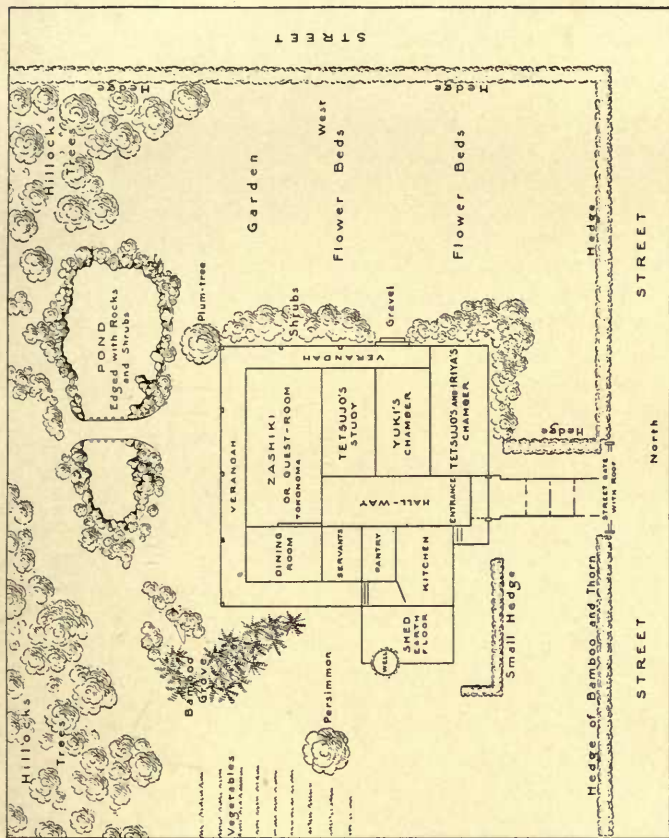 STREET
Hedge
Hedge
Hillocks
Trees
West
Garden
Flower Beds
Flower Beds
Hedge
STREET
Plum-tree
Shrubs
Gravel
POND
Edged with Rocks
and Shrubs
VERANDAH
VERANDAH
ZASHIKI
OR GUEST-ROOM
TOKONOMA
TETSUJO'S
STUDY
YUKI'S
CHAMBER
TETSUJO'S AND IRIYA'S
CHAMBER
Hedge
HALL-WAY
ENTRANCE
STREET GATE
WITH ROOF
North
DINING
ROOM
SERVANTS
PANTRY
KITCHEN
SHED
EARTH
FLOOR
WELL
Small Hedge
Bamboo
Grove
Persimmon
Hillocks
Trees
Vegetables
Hedge of Bamboo and Thorn
STREET